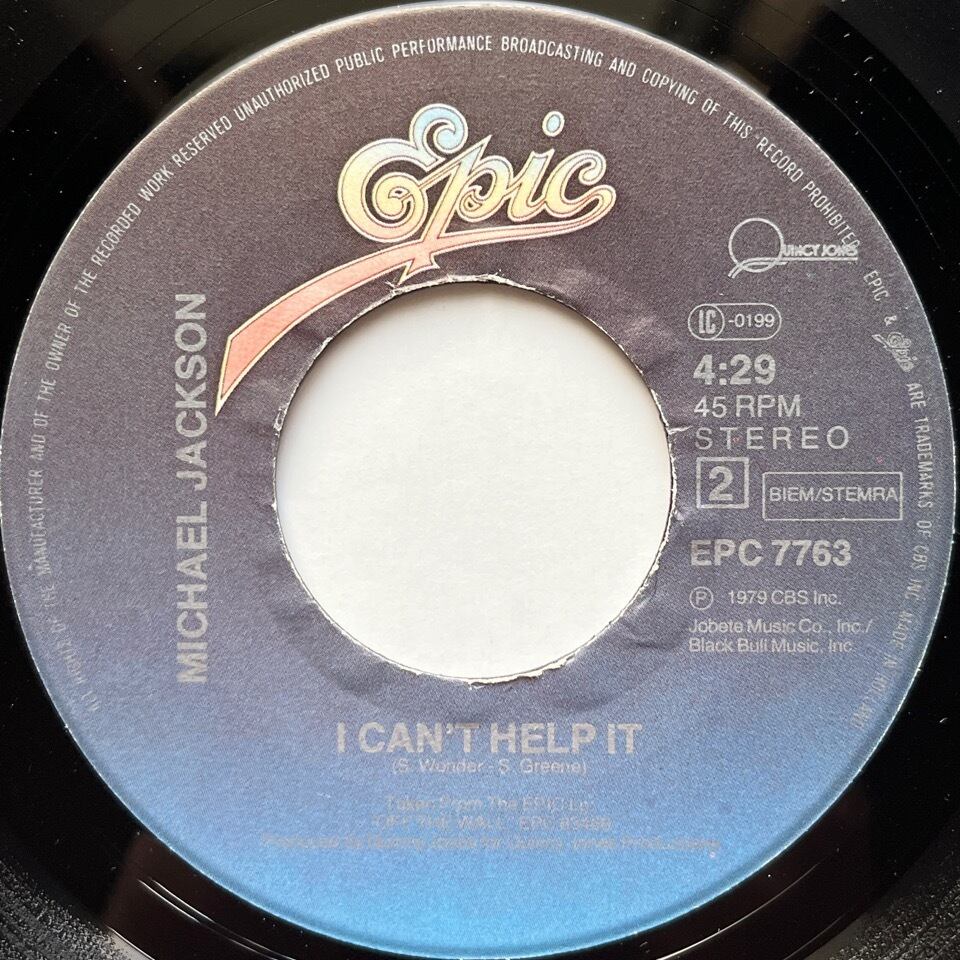 ALL RIGHTS OF THE MANUFACTURER AND OF THE OWNER OF THE RECORDED WORK RESERVED UNAUTHORIZED PUBLIC PERFORMANCE BROADCASTING AND COPYING OF THIS RECORD PROHIBITED EPIC & Epic ARE TRADEMARKS OF CBS INC. MADE IN HOLLAND
Epic
QUINCY JONES
MICHAEL JACKSON
LC-0199
4:29
45 RPM
STEREO
2
BIEM/STEMRA
EPC 7763
Ⓟ 1979 CBS Inc.
Jobete Music Co., Inc./
Black Bull Music, Inc
I CAN'T HELP IT
(S. Wonder - S. Greene)
Taken From The EPIC Lp:
"OFF THE WALL" EPC
Produced by Quincy Jones for Quincy Jones Productions